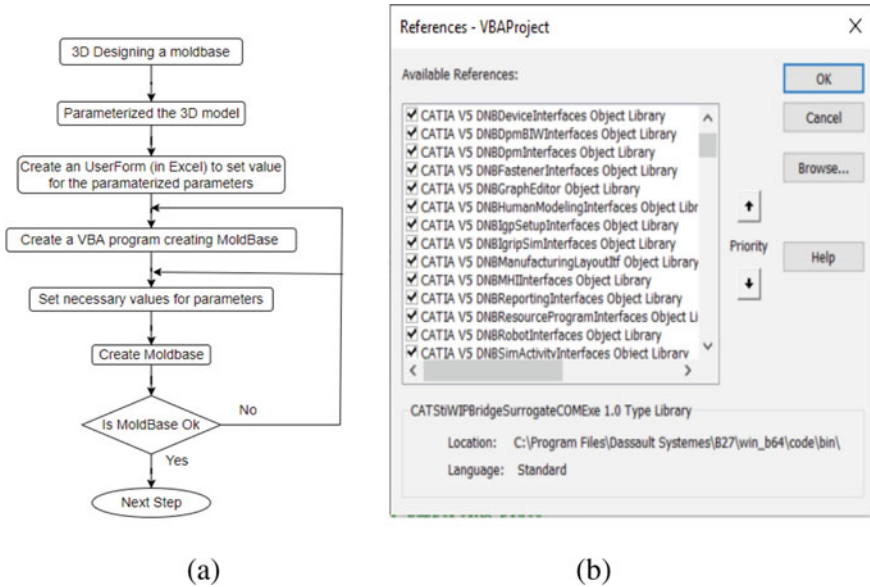 3D Designing a moldbase
Parameterized the 3D model
Create an UserForm (in Excel) to set value
for the paramaterized parameters
Create a VBA program creating MoldBase
Set necessary values for parameters
Create Moldbase
Is MoldBase Ok
No
Yes
Next Step
(a)
References - VBAProject
Available References:
CATIA V5 DNBDeviceInterfaces Object Library
CATIA V5 DNBDpmBIWInterfaces Object Library
CATIA V5 DNBDpmInterfaces Object Library
CATIA V5 DNBFastenerInterfaces Object Library
CATIA V5 DNBGraphEditor Object Library
CATIA V5 DNBHumanModelingInterfaces Object Libr
CATIA V5 DNBIgpSetupInterfaces Object Library
CATIA V5 DNBIgripSimInterfaces Object Library
CATIA V5 DNBManufacturingLayoutItf Object Library
CATIA V5 DNBMHIInterfaces Object Library
CATIA V5 DNBReportingInterfaces Object Library
CATIA V5 DNBResourceProgramInterfaces Object Li
CATIA V5 DNBRobotInterfaces Object Library
CATIA V5 DNBSimActivityInterfaces Object Library
OK
Cancel
Browse...
Priority
Help
CATStiWIPBridgeSurrogateCOMExe 1.0 Type Library
Location: C:\Program Files\Dassault Systemes\B27\win_b64\code\bin\
Language: Standard
(b)